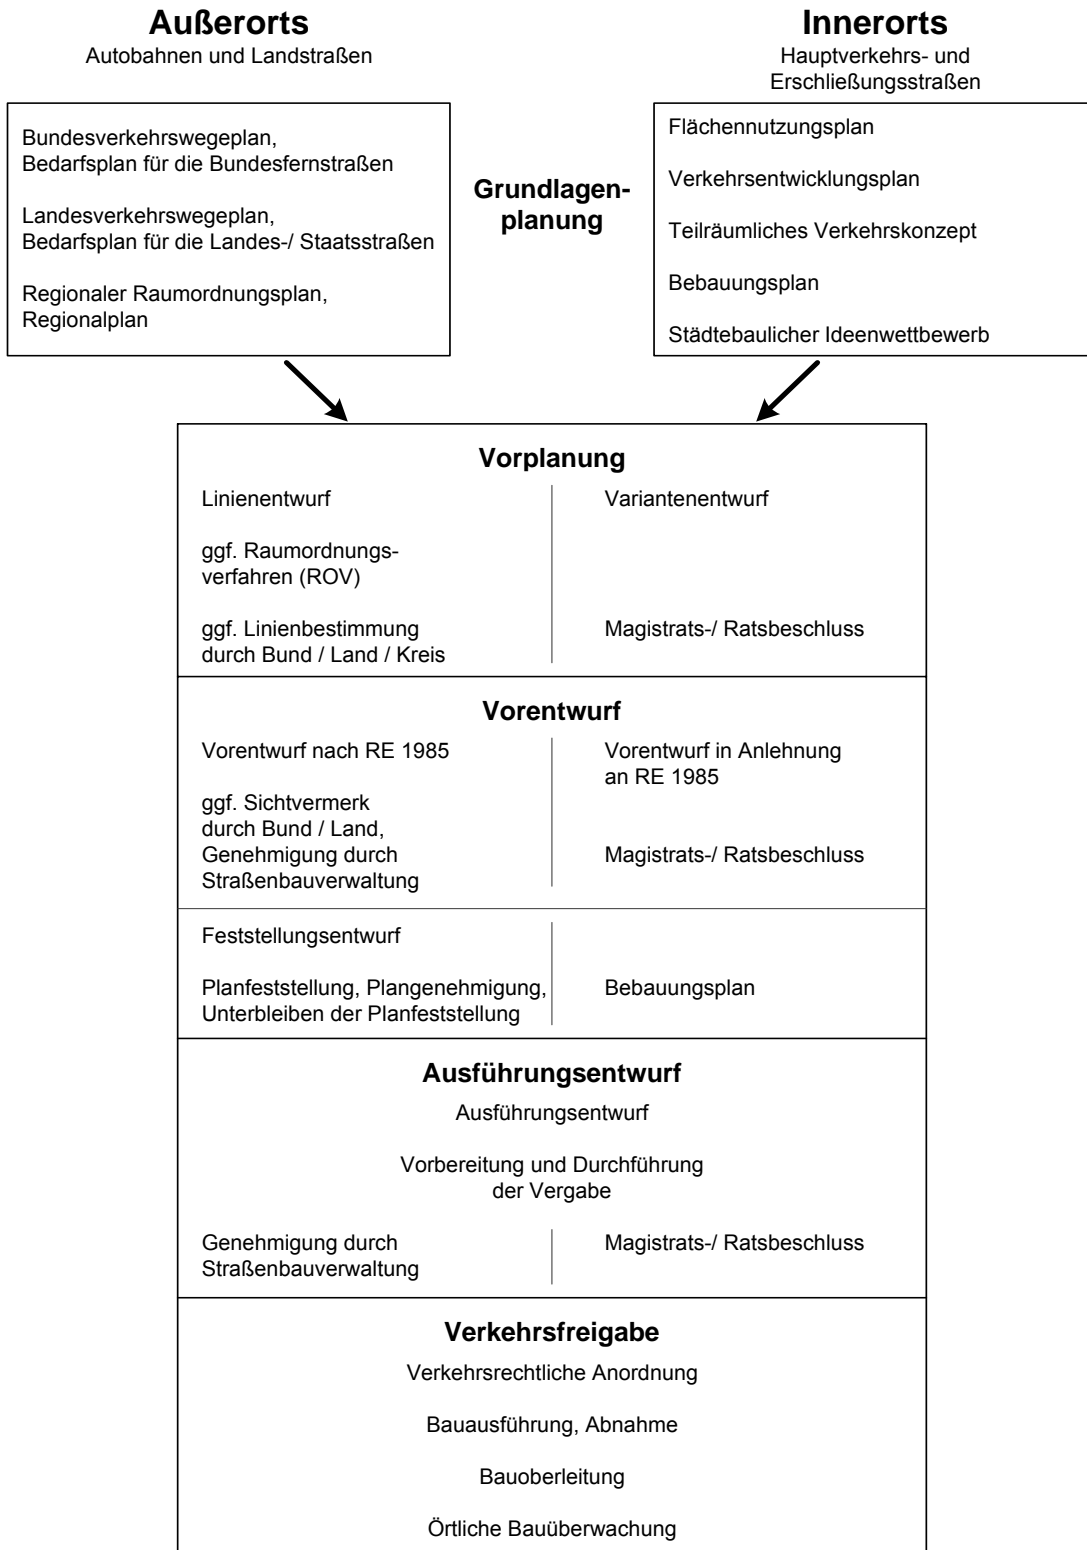 Außerorts
Autobahnen und Landstraßen
Innerorts
Hauptverkehrs- und
Erschließungsstraßen
Bundesverkehrswegeplan,
Bedarfsplan für die Bundesfernstraßen
Landesverkehrswegeplan,
Bedarfsplan für die Landes-/ Staatsstraßen
Regionaler Raumordnungsplan,
Regionalplan
Grundlagen-
planung
Flächennutzungsplan
Verkehrsentwicklungsplan
Teilräumliches Verkehrskonzept
Bebauungsplan
Städtebaulicher Ideenwettbewerb
Vorplanung
Linienentwurf
ggf. Raumordnungs-
verfahren (ROV)
ggf. Linienbestimmung
durch Bund / Land / Kreis
Variantenentwurf
Magistrats-/ Ratsbeschluss
Vorentwurf
Vorentwurf nach RE 1985
ggf. Sichtvermerk
durch Bund / Land,
Genehmigung durch
Straßenbauverwaltung
Vorentwurf in Anlehnung
an RE 1985
Magistrats-/ Ratsbeschluss
Feststellungsentwurf
Planfeststellung, Plangenehmigung,
Unterbleiben der Planfeststellung
Bebauungsplan
Ausführungsentwurf
Ausführungsentwurf
Vorbereitung und Durchführung
der Vergabe
Genehmigung durch
Straßenbauverwaltung
Magistrats-/ Ratsbeschluss
Verkehrsfreigabe
Verkehrsrechtliche Anordnung
Bauausführung, Abnahme
Bauoberleitung
Örtliche Bauüberwachung